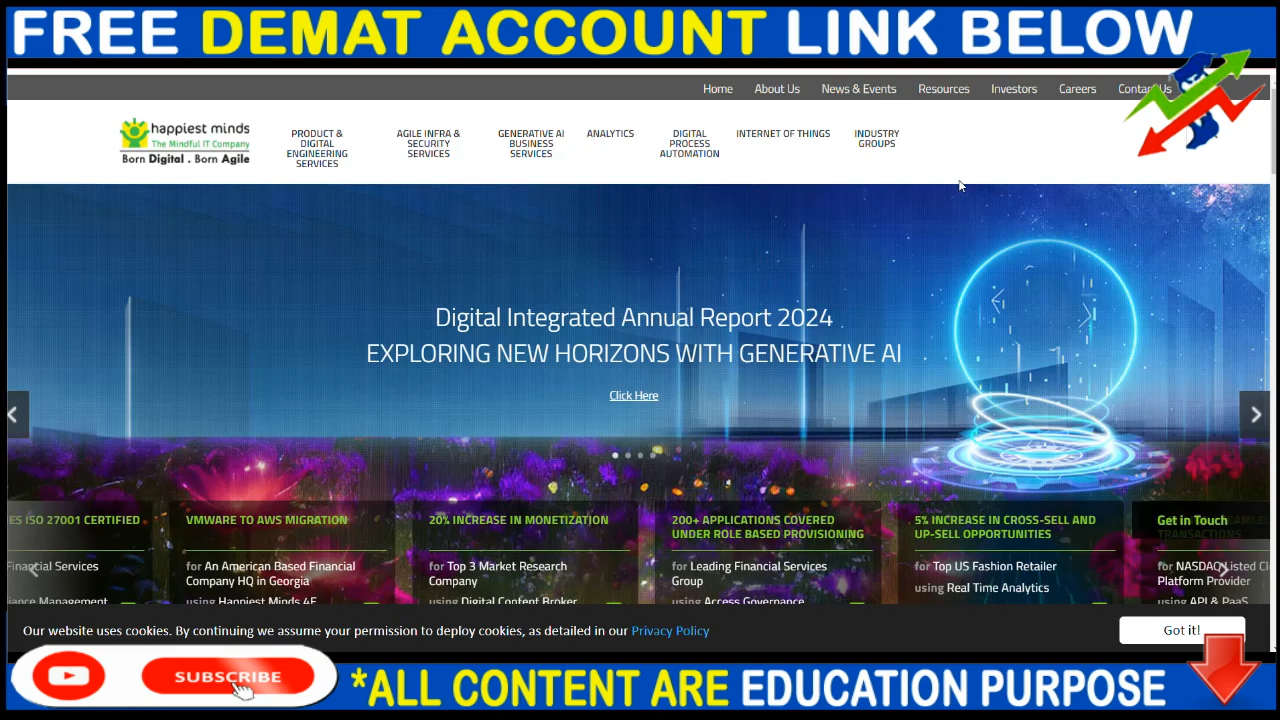 FREE DEMAT ACCOUNT LINK BELOW
Home About Us News & Events Resources Investors Careers Contact Us
happiest minds
The Mindful IT Company
Born Digital . Born Agile
PRODUCT &
DIGITAL
ENGINEERING
SERVICES
AGILE INFRA &
SECURITY
SERVICES
GENERATIVE AI
BUSINESS
SERVICES
ANALYTICS
DIGITAL
PROCESS
AUTOMATION
INTERNET OF THINGS
INDUSTRY
GROUPS
Digital Integrated Annual Report 2024
EXPLORING NEW HORIZONS WITH GENERATIVE AI
Click Here
ES ISO 27001 CERTIFIED
Financial Services
VMWARE TO AWS MIGRATION
for An American Based Financial
Company HQ in Georgia
using Happiest Minds 4E
20% INCREASE IN MONETIZATION
for Top 3 Market Research
Company
using Digital Content Broker
200+ APPLICATIONS COVERED
UNDER ROLE BASED PROVISIONING
for Leading Financial Services
Group
using Access Governance
5% INCREASE IN CROSS-SELL AND
UP-SELL OPPORTUNITIES
for Top US Fashion Retailer
using Real Time Analytics
Get in Touch
TRANSACTIONS
for NASDAQ Listed Cl
Platform Provider
using API & PaaS
Our website uses cookies. By continuing we assume your permission to deploy cookies, as detailed in our Privacy Policy
Got it!
SUBSCRIBE
*ALL CONTENT ARE EDUCATION PURPOSE